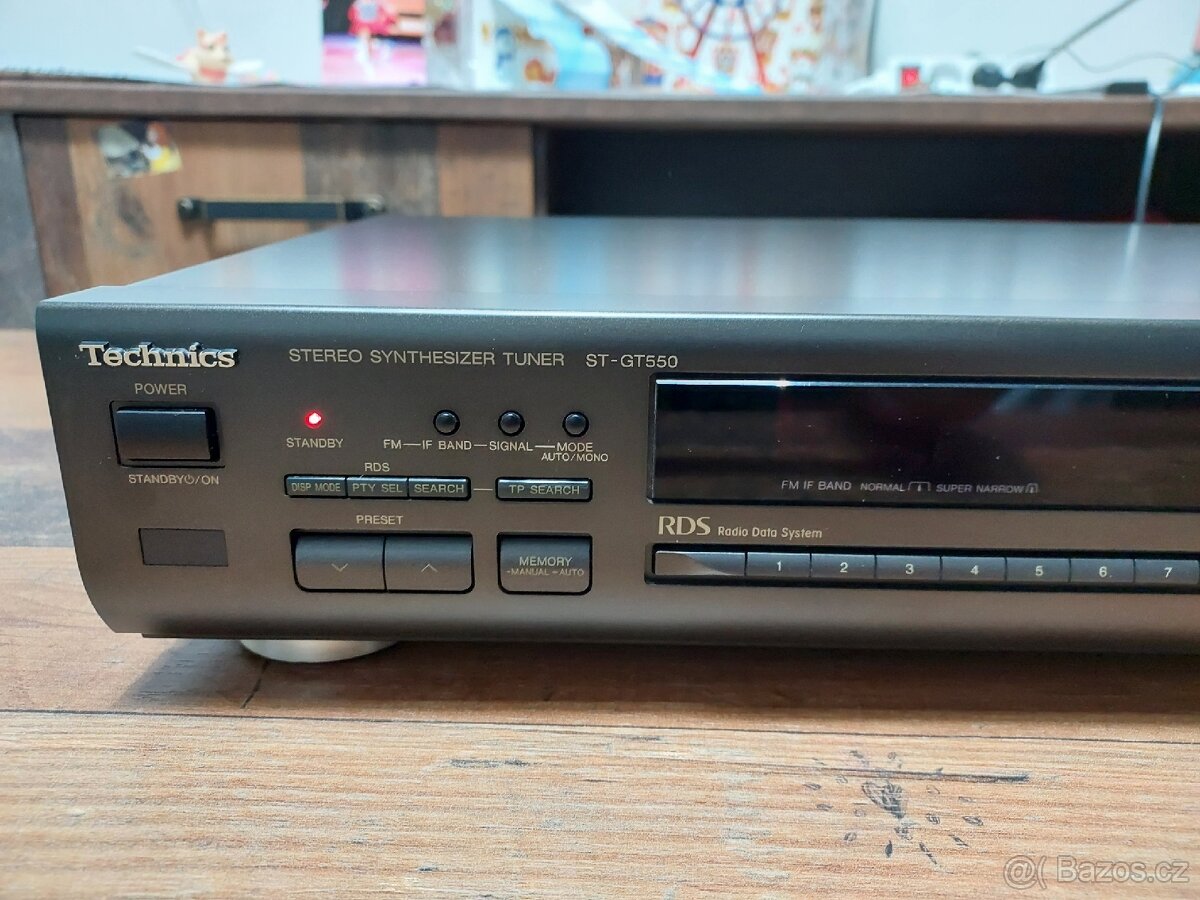 Technics
STEREO SYNTHESIZER TUNER ST-GT550
POWER
STANDBY⏻/ON
STANDBY
FM—IF BAND—SIGNAL—MODE
AUTO/MONO
RDS
DISP MODE PTY SEL SEARCH TP SEARCH
PRESET
MEMORY
-MANUAL =AUTO
FM IF BAND NORMAL SUPER NARROW
RDS Radio Data System
1 2 3 4 5 6 7
@( Bazos.cz